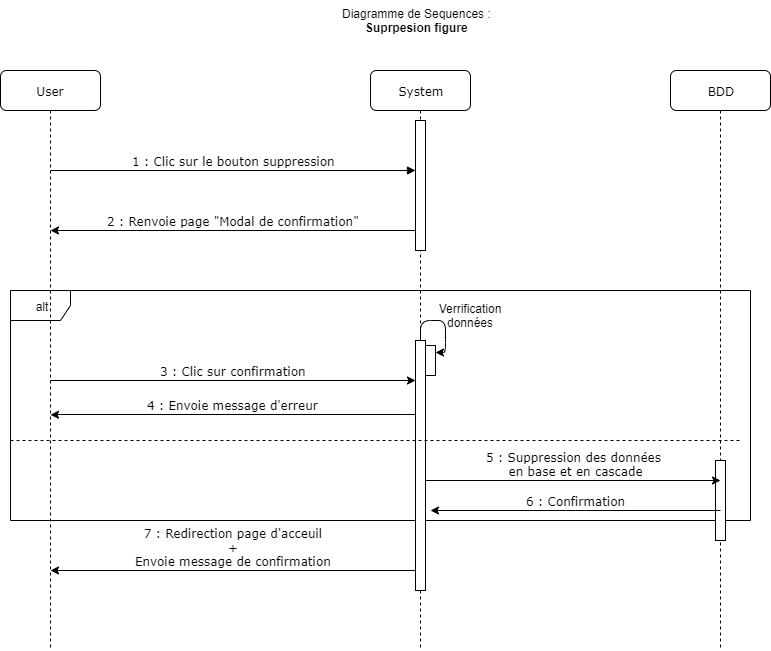 Diagramme de Sequences :
Suprpesion figure
User
System
BDD
1 : Clic sur le bouton suppression
2 : Renvoie page "Modal de confirmation"
alt
Verrification
données
3 : Clic sur confirmation
4 : Envoie message d'erreur
5 : Suppression des données
en base et en cascade
6 : Confirmation
7 : Redirection page d'acceuil
+
Envoie message de confirmation